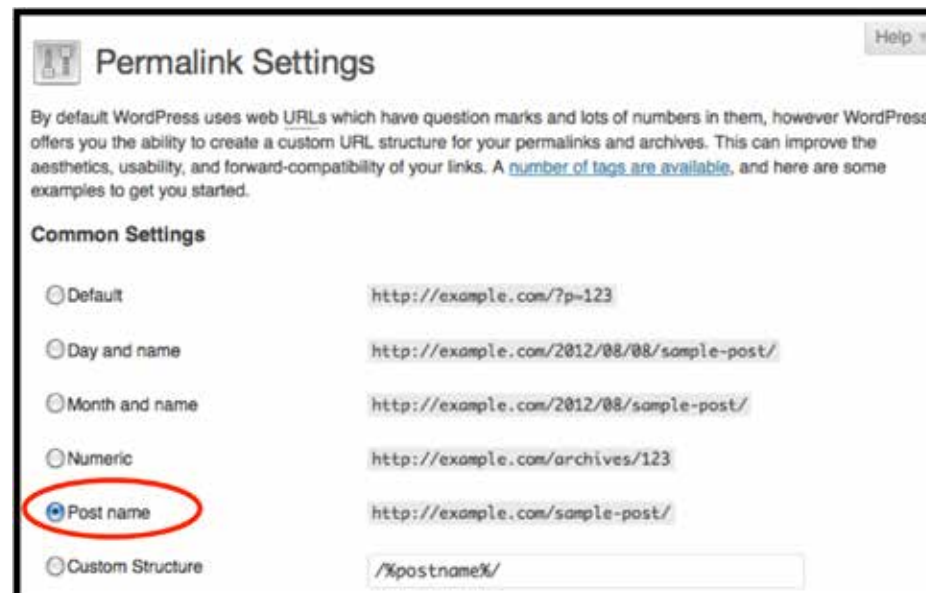 Help
Permalink Settings
By default WordPress uses web URLs which have question marks and lots of numbers in them, however WordPress
offers you the ability to create a custom URL structure for your permalinks and archives. This can improve the
aesthetics, usability, and forward-compatibility of your links. A number of tags are available, and here are some
examples to get you started.
Common Settings
Default http://example.com/?p=123
Day and name http://example.com/2012/08/08/sample-post/
Month and name http://example.com/2012/08/sample-post/
Numeric http://example.com/archives/123
Post name http://example.com/sample-post/
Custom Structure /%postname%/